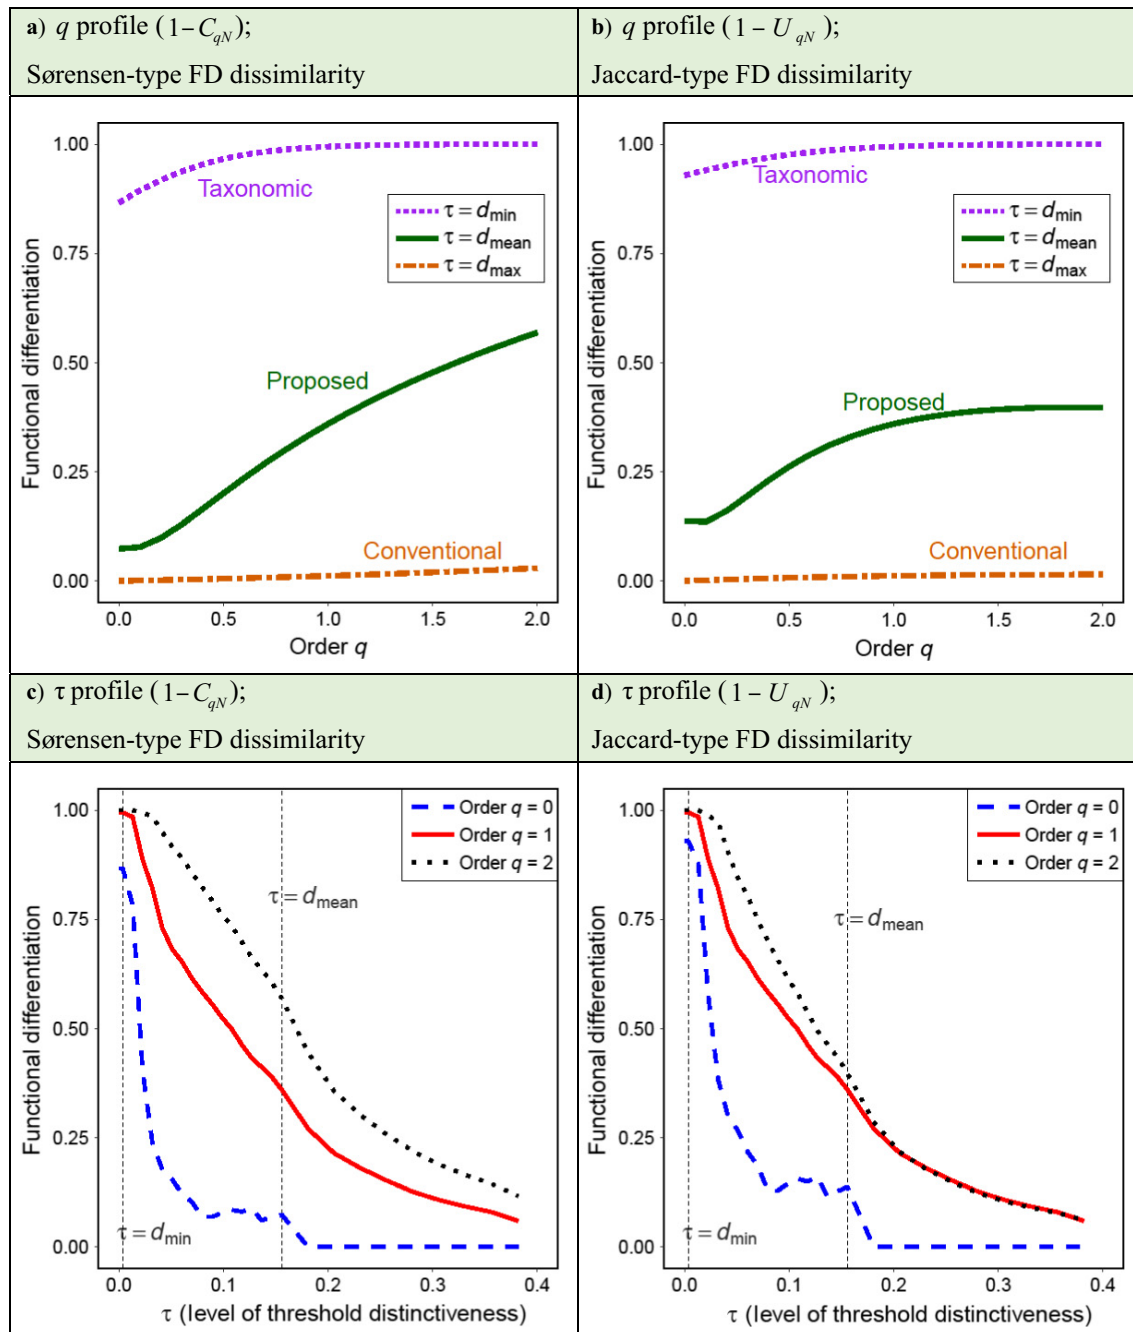 a) q profile (1−C_qN);
Sørensen-type FD dissimilarity
b) q profile (1−U_qN);
Jaccard-type FD dissimilarity
Functional differentiation
1.00
0.75
0.50
0.25
0.00
Taxonomic
τ = d_min
τ = d_mean
τ = d_max
Proposed
Conventional
0.0 0.5 1.0 1.5 2.0
Order q
Functional differentiation
1.00
0.75
0.50
0.25
0.00
Taxonomic
τ = d_min
τ = d_mean
τ = d_max
Proposed
Conventional
0.0 0.5 1.0 1.5 2.0
Order q
c) τ profile (1−C_qN);
Sørensen-type FD dissimilarity
d) τ profile (1−U_qN);
Jaccard-type FD dissimilarity
Functional differentiation
1.00
0.75
0.50
0.25
0.00
Order q = 0
Order q = 1
Order q = 2
τ = d_mean
τ = d_min
0.0 0.1 0.2 0.3 0.4
τ (level of threshold distinctiveness)
Functional differentiation
1.00
0.75
0.50
0.25
0.00
Order q = 0
Order q = 1
Order q = 2
τ = d_mean
τ = d_min
0.0 0.1 0.2 0.3 0.4
τ (level of threshold distinctiveness)